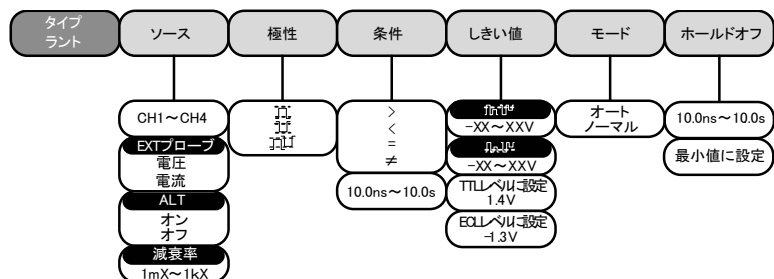 タイプ
ラント
ソース
極性
条件
しきい値
モード
ホールドオフ
CH1～CH4
EXTプローブ
電圧
電流
ALT
オン
オフ
減衰率
1mX～1kX
>
<
=
≠
10.0ns～10.0s
-XX～XXV
-XX～XXV
TTLレベルに設定
1.4V
ECLレベルに設定
-1.3V
オート
ノーマル
10.0ns～10.0s
最小値に設定